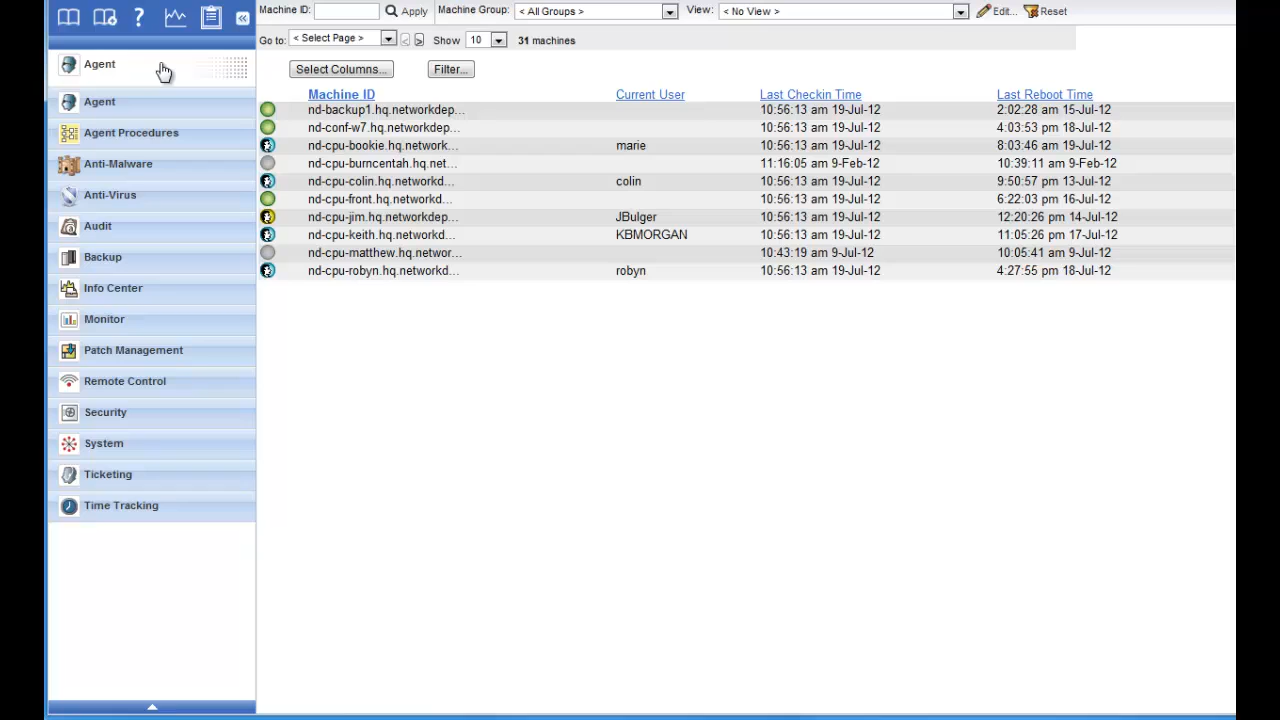 Machine ID: Apply Machine Group: < All Groups > View: < No View > Edit... Reset
Go to: < Select Page > < > Show 10 31 machines
Select Columns... Filter...
Agent
Agent
Agent Procedures
Anti-Malware
Anti-Virus
Audit
Backup
Info Center
Monitor
Patch Management
Remote Control
Security
System
Ticketing
Time Tracking
Machine ID Current User Last Checkin Time Last Reboot Time
nd-backup1.hq.networkdep... 10:56:13 am 19-Jul-12 2:02:28 am 15-Jul-12
nd-conf-w7.hq.networkdep... 10:56:13 am 19-Jul-12 4:03:53 pm 18-Jul-12
nd-cpu-bookie.hq.network... marie 10:56:13 am 19-Jul-12 8:03:46 am 19-Jul-12
nd-cpu-burncentah.hq.net... 11:16:05 am 9-Feb-12 10:39:11 am 9-Feb-12
nd-cpu-colin.hq.networkd... colin 10:56:13 am 19-Jul-12 9:50:57 pm 13-Jul-12
nd-cpu-front.hq.networkd... 10:56:13 am 19-Jul-12 6:22:03 pm 16-Jul-12
nd-cpu-jim.hq.networkdep... JBulger 10:56:13 am 19-Jul-12 12:20:26 pm 14-Jul-12
nd-cpu-keith.hq.networkd... KBMORGAN 10:56:13 am 19-Jul-12 11:05:26 pm 17-Jul-12
nd-cpu-matthew.hq.networ... 10:43:19 am 9-Jul-12 10:05:41 am 9-Jul-12
nd-cpu-robyn.hq.networkd... robyn 10:56:13 am 19-Jul-12 4:27:55 pm 18-Jul-12